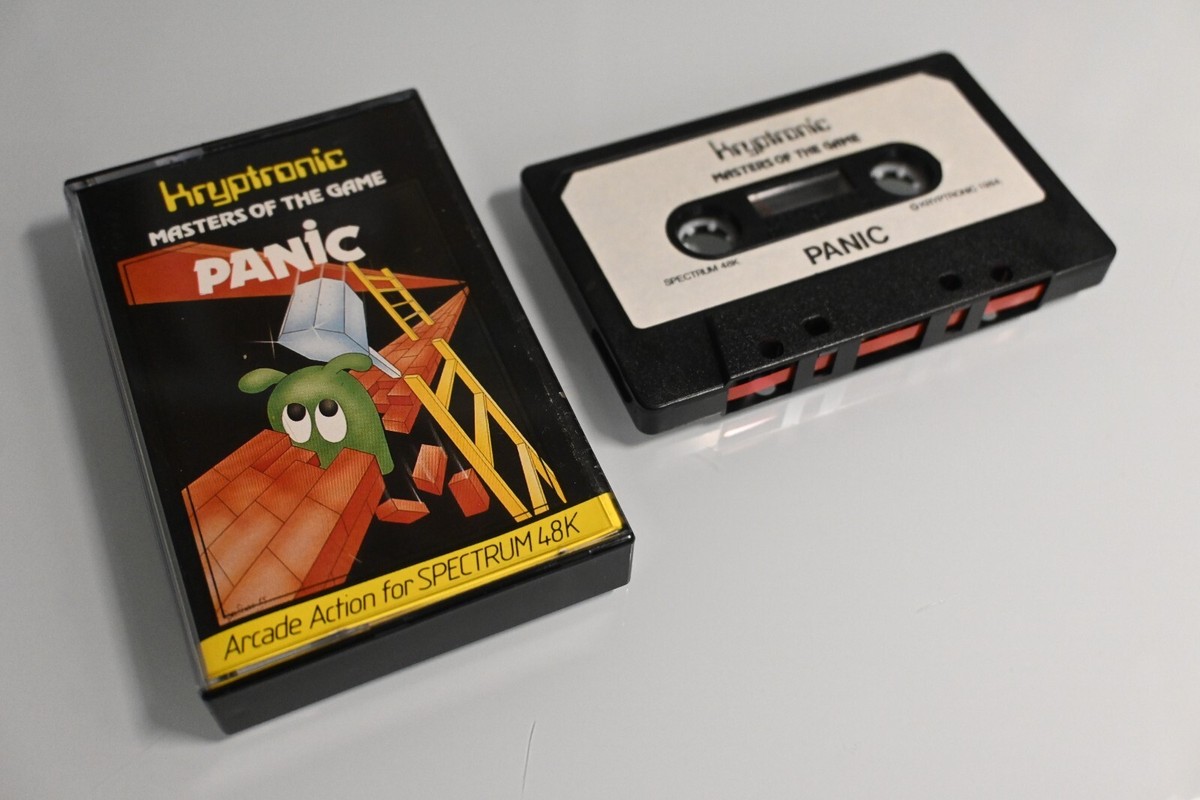 Kryptronic
MASTERS OF THE GAME
PANiC
Arcade Action for SPECTRUM 48K
Kryptronic
MASTERS OF THE GAME
SPECTRUM 48K
© KRYPTRONIC 1984
PANIC